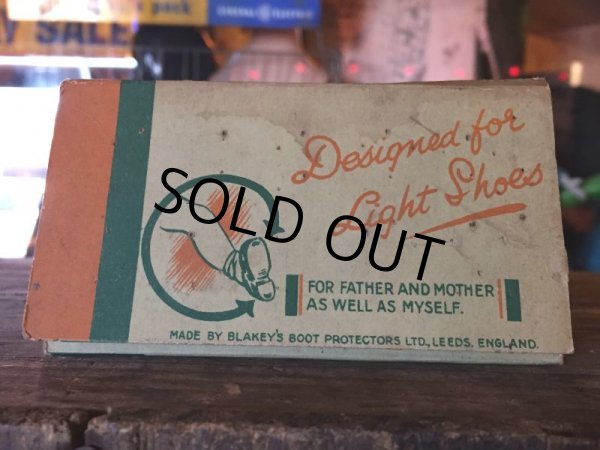 SALE
Designed for
Light Shoes
SOLD OUT
FOR FATHER AND MOTHER
AS WELL AS MYSELF.
MADE BY BLAKEY'S BOOT PROTECTORS LTD., LEEDS. ENGLAND.